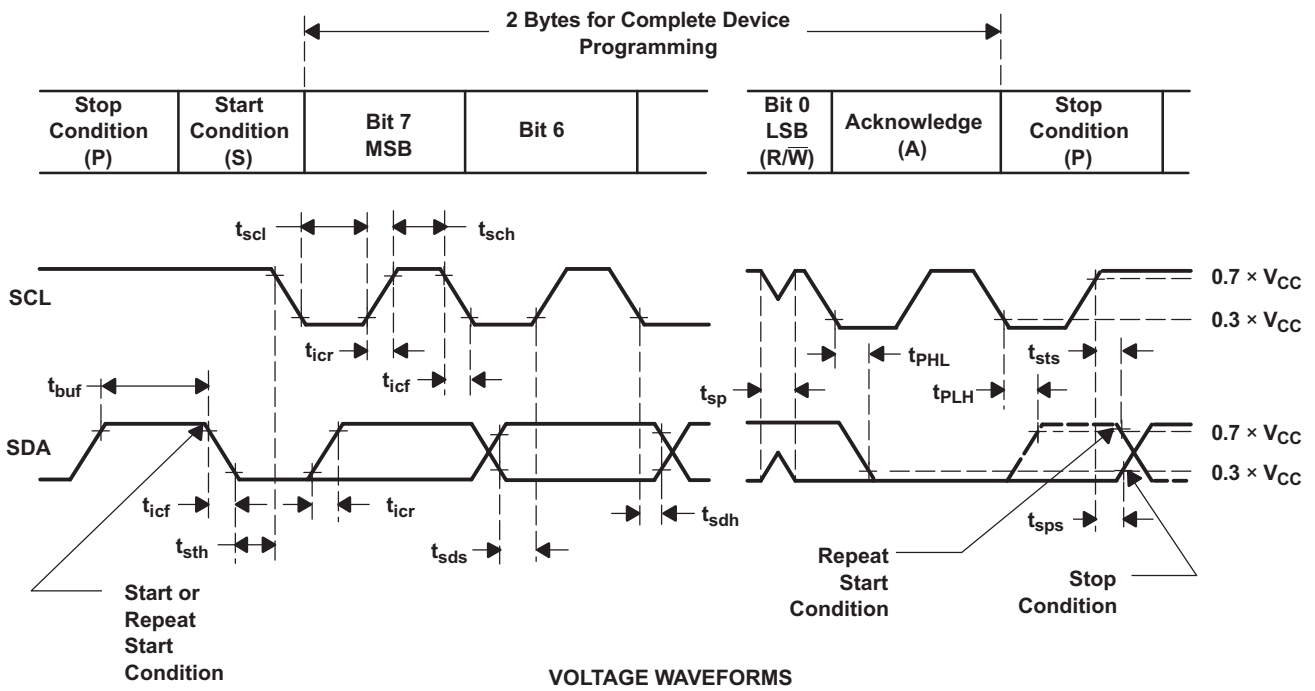 2 Bytes for Complete Device
Programming
Stop
Condition
(P)
Start
Condition
(S)
Bit 7
MSB
Bit 6
Bit 0
LSB
(R/W̅)
Acknowledge
(A)
Stop
Condition
(P)
tscl
tsch
SCL
0.7 × VCC
0.3 × VCC
ticr
ticf
tbuf
tsp
tPHL
tPLH
tsts
SDA
0.7 × VCC
0.3 × VCC
ticf
ticr
tsth
tsds
tsdh
tsps
Start or
Repeat
Start
Condition
Repeat
Start
Condition
Stop
Condition
VOLTAGE WAVEFORMS